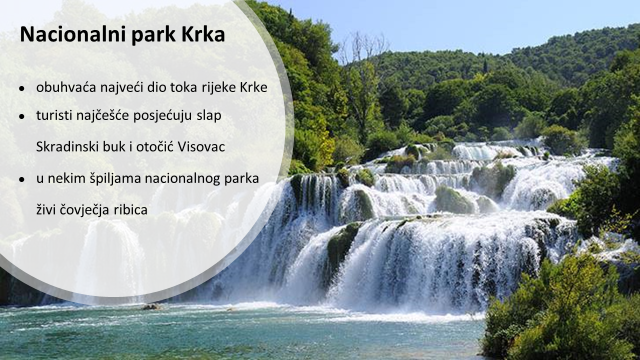 Nacionalni park Krka
• obuhvaća najveći dio toka rijeke Krke
• turisti najčešće posjećuju slap
Skradinski buk i otočić Visovac
• u nekim špiljama nacionalnog parka
živi čovječja ribica